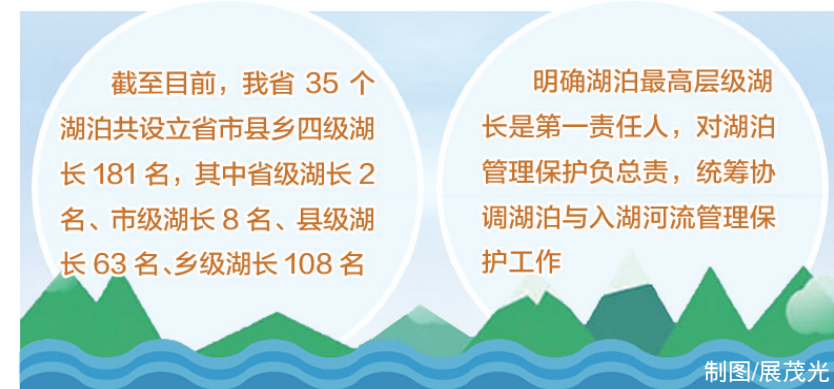 截至目前，我省 35 个
湖泊共设立省市县乡四级湖
长 181 名，其中省级湖长 2
名、市级湖长 8 名、县级湖
长 63 名、乡级湖长 108 名
明确湖泊最高层级湖
长是第一责任人，对湖泊
管理保护负总责，统筹协
调湖泊与入湖河流管理保
护工作
制图/展茂光